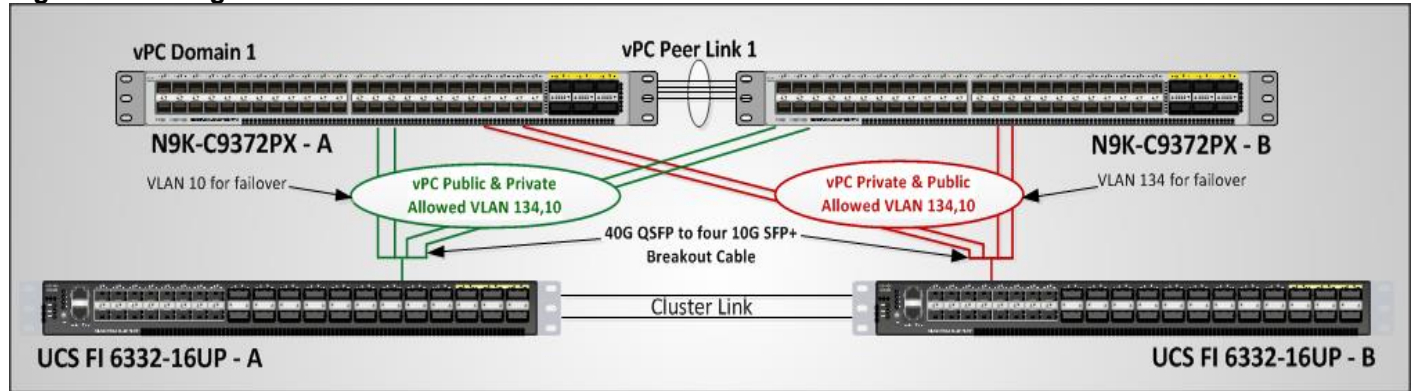 vPC Domain 1
vPC Peer Link 1
N9K-C9372PX - A
N9K-C9372PX - B
VLAN 10 for failover
vPC Public & Private
Allowed VLAN 134,10
vPC Private & Public
Allowed VLAN 134,10
VLAN 134 for failover
40G QSFP to four 10G SFP+
Breakout Cable
Cluster Link
UCS FI 6332-16UP - A
UCS FI 6332-16UP - B